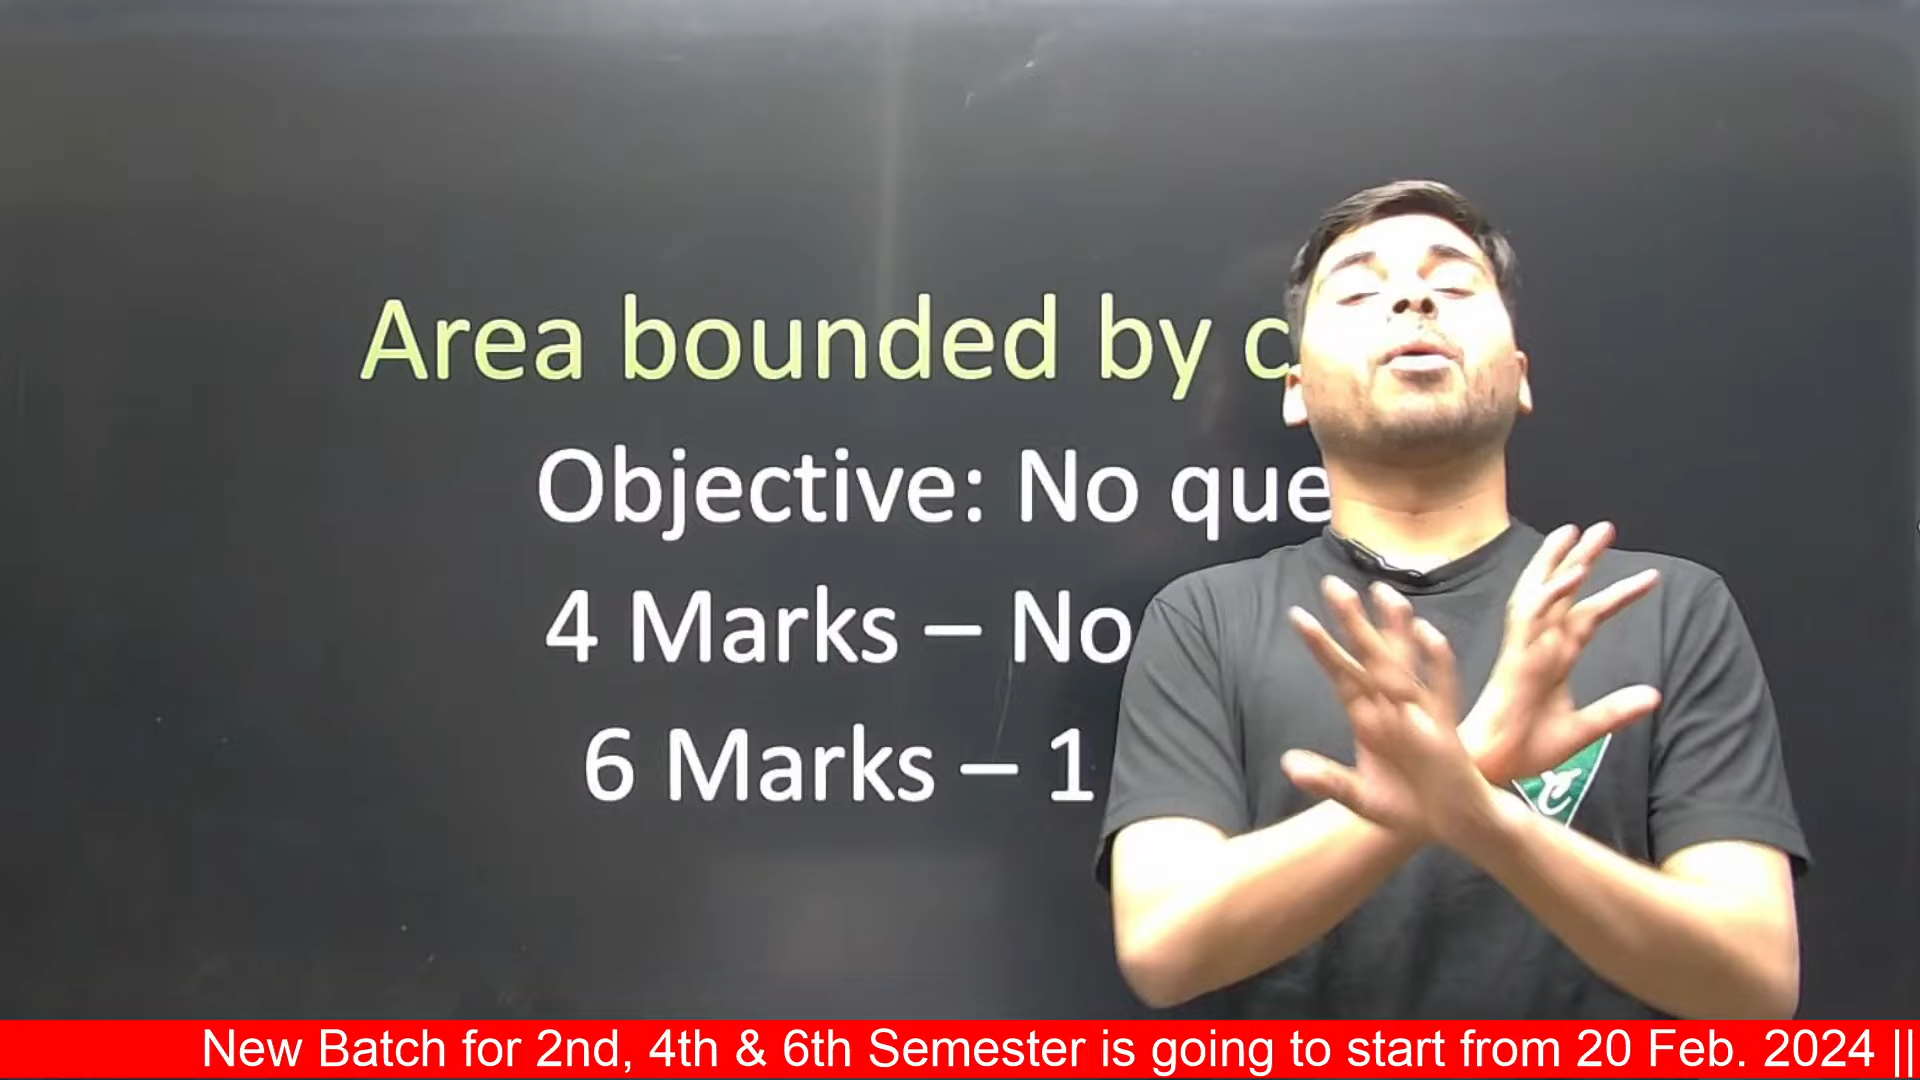 Area bounded by c
Objective: No que
4 Marks – No
6 Marks – 1
New Batch for 2nd, 4th & 6th Semester is going to start from 20 Feb. 2024 ||